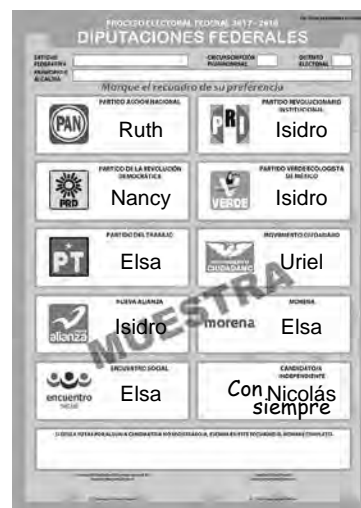 PROCESO ELECTORAL FEDERAL 2017 - 2018
DIPUTACIONES FEDERALES
ENTIDAD FEDERATIVA
CIRCUNSCRIPCIÓN PLURINOMINAL
DISTRITO ELECTORAL
MUNICIPIO O ALCALDÍA
Marque el recuadro de su preferencia
PARTIDO ACCIÓN NACIONAL
PAN
Ruth
PARTIDO REVOLUCIONARIO
INSTITUCIONAL
PRI
Isidro
PARTIDO DE LA REVOLUCIÓN
DEMOCRÁTICA
PRD
Nancy
PARTIDO VERDE ECOLOGISTA
DE MÉXICO
VERDE
Isidro
PARTIDO DEL TRABAJO
PT
Elsa
MOVIMIENTO CIUDADANO
CIUDADANO
Uriel
NUEVA ALIANZA
alianza
Isidro
MORENA
morena
Elsa
ENCUENTRO SOCIAL
encuentro
social
Elsa
CANDIDATO/A
INDEPENDIENTE
Nicolás
Con
siempre
MUESTRA